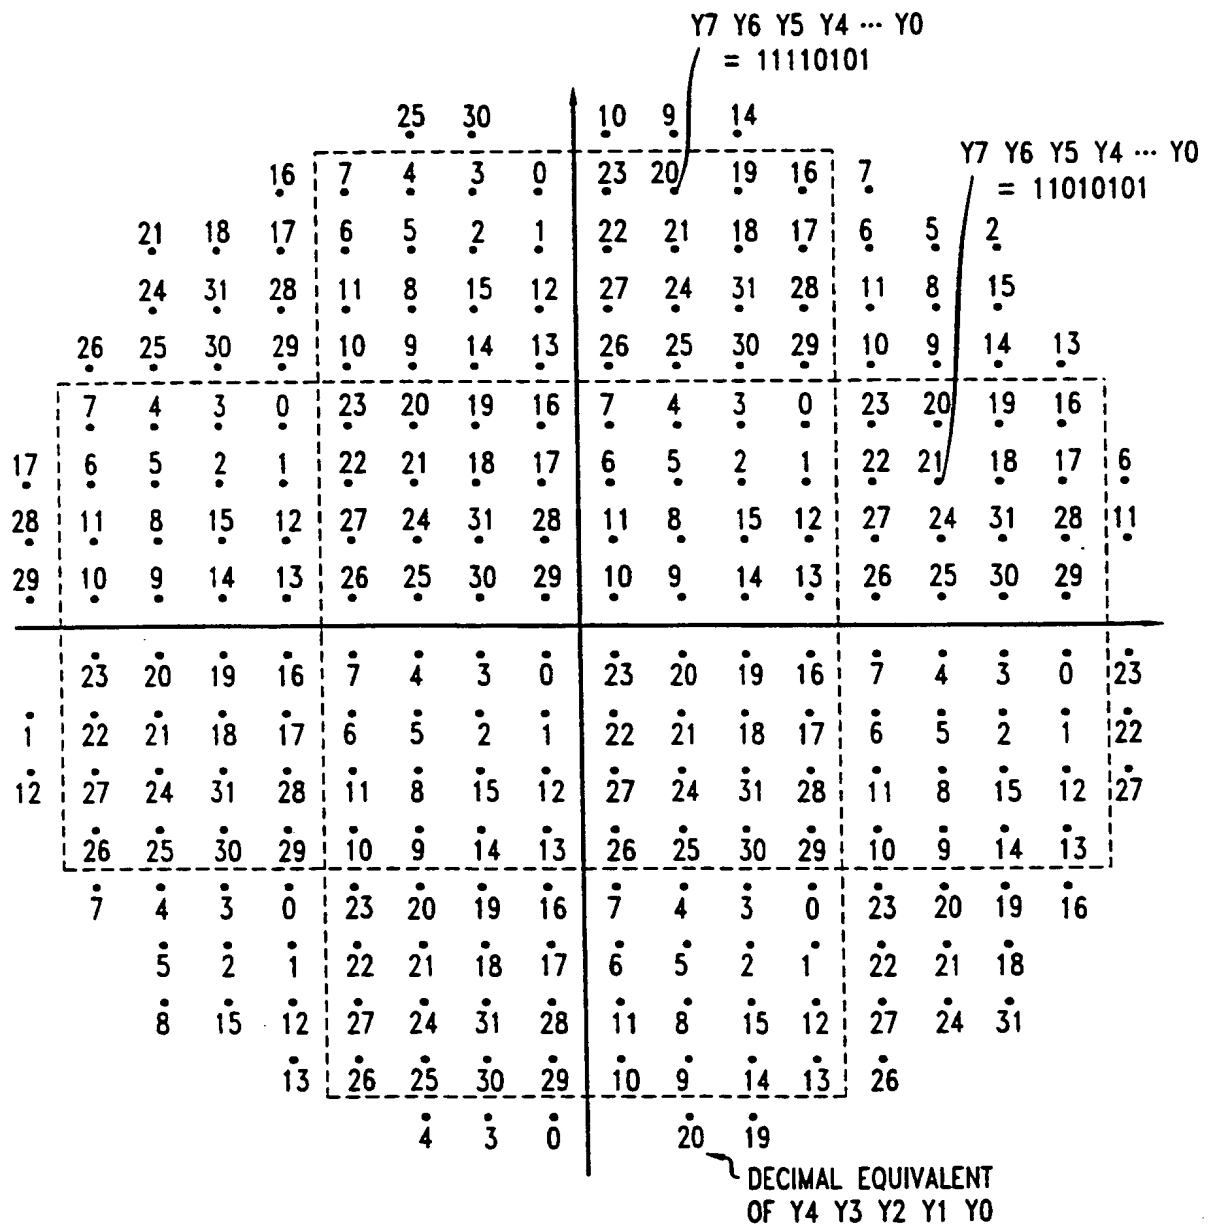 Y7 Y6 Y5 Y4 ··· Y0
= 11110101
25 30 10 9 14
Y7 Y6 Y5 Y4 ··· Y0
= 11010101
16 7 4 3 0 23 20 19 16 7
21 18 17 6 5 2 1 22 21 18 17 6 5 2
24 31 28 11 8 15 12 27 24 31 28 11 8 15
26 25 30 29 10 9 14 13 26 25 30 29 10 9 14 13
7 4 3 0 23 20 19 16 7 4 3 0 23 20 19 16
17 6 5 2 1 22 21 18 17 6 5 2 1 22 21 18 17 6
28 11 8 15 12 27 24 31 28 11 8 15 12 27 24 31 28 11
29 10 9 14 13 26 25 30 29 10 9 14 13 26 25 30 29
23 20 19 16 7 4 3 0 23 20 19 16 7 4 3 0 23
1 22 21 18 17 6 5 2 1 22 21 18 17 6 5 2 1 22
12 27 24 31 28 11 8 15 12 27 24 31 28 11 8 15 12 27
26 25 30 29 10 9 14 13 26 25 30 29 10 9 14 13
7 4 3 0 23 20 19 16 7 4 3 0 23 20 19 16
5 2 1 22 21 18 17 6 5 2 1 22 21 18
8 15 12 27 24 31 28 11 8 15 12 27 24 31
13 26 25 30 29 10 9 14 13 26
4 3 0 20 19
DECIMAL EQUIVALENT
OF Y4 Y3 Y2 Y1 Y0